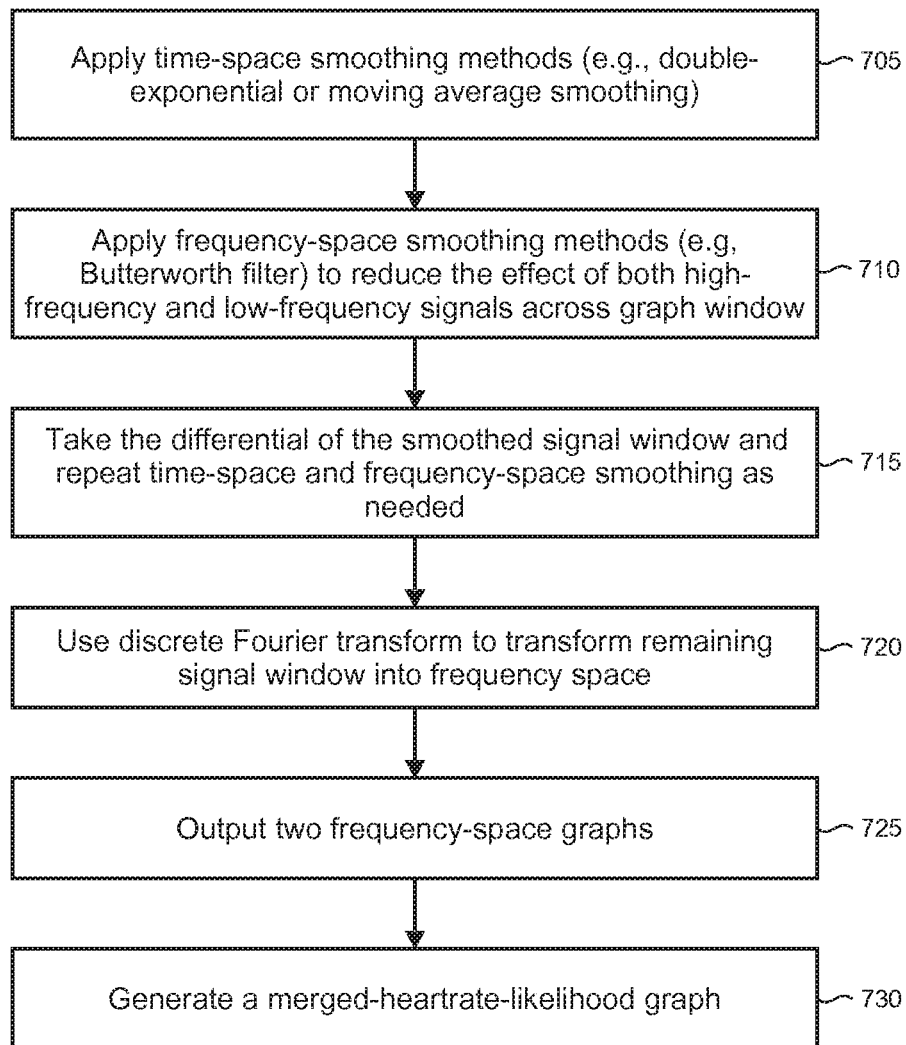 Apply time-space smoothing methods (e.g., double-
exponential or moving average smoothing)
705
Apply frequency-space smoothing methods (e.g,
Butterworth filter) to reduce the effect of both high-
frequency and low-frequency signals across graph window
710
Take the differential of the smoothed signal window and
repeat time-space and frequency-space smoothing as
needed
715
Use discrete Fourier transform to transform remaining
signal window into frequency space
720
Output two frequency-space graphs
725
Generate a merged-heartrate-likelihood graph
730